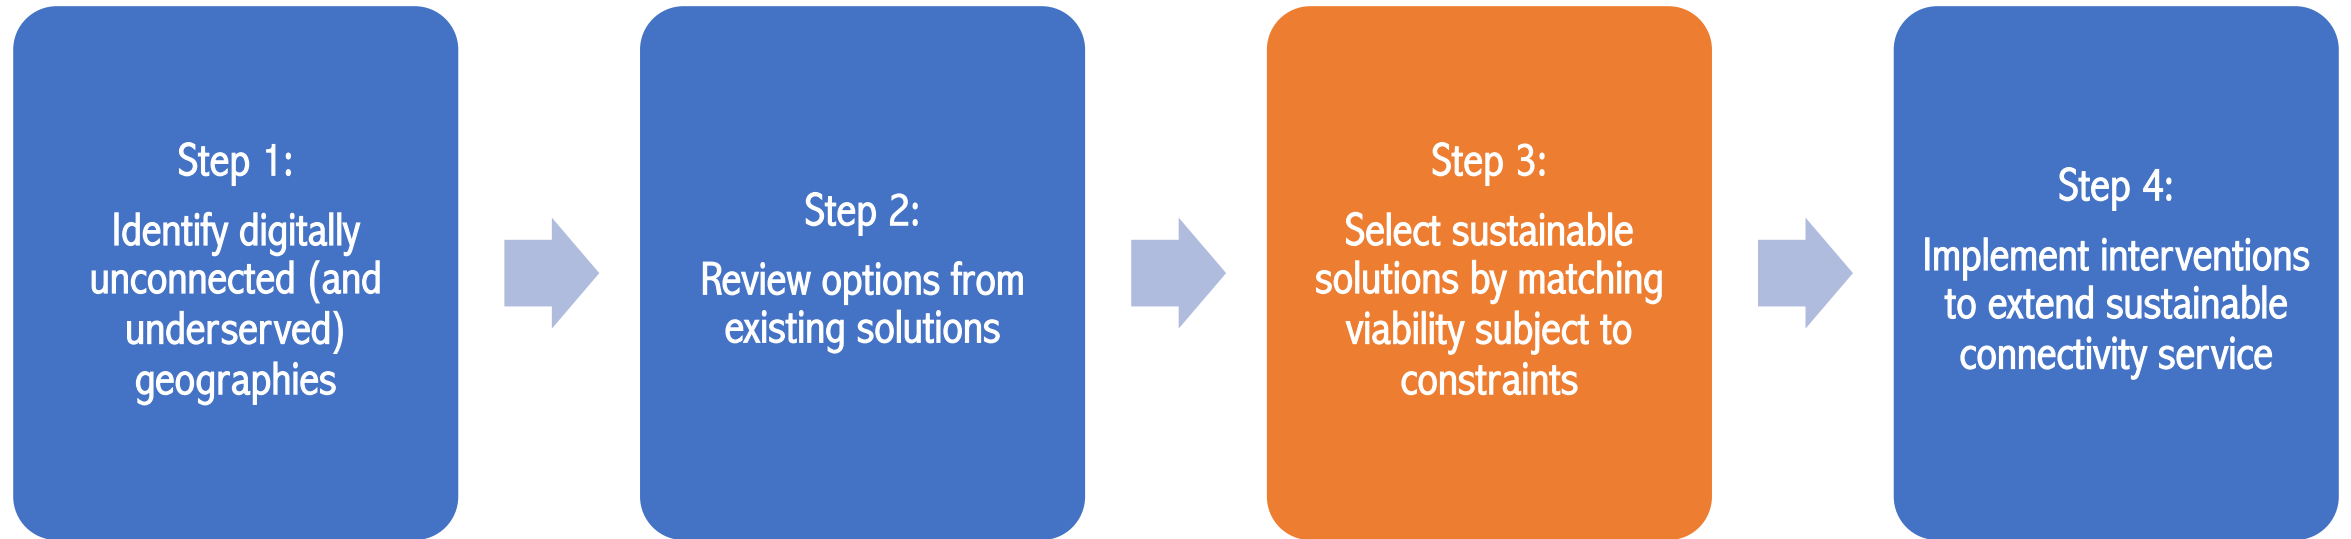 Step 1:
Identify digitally
unconnected (and
underserved)
geographies
Step 2:
Review options from
existing solutions
Step 3:
Select sustainable
solutions by matching
viability subject to
constraints
Step 4:
Implement interventions
to extend sustainable
connectivity service